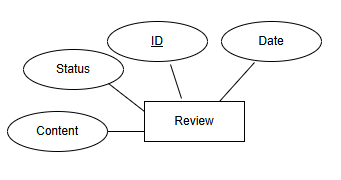 ID
Date
Status
Review
Content